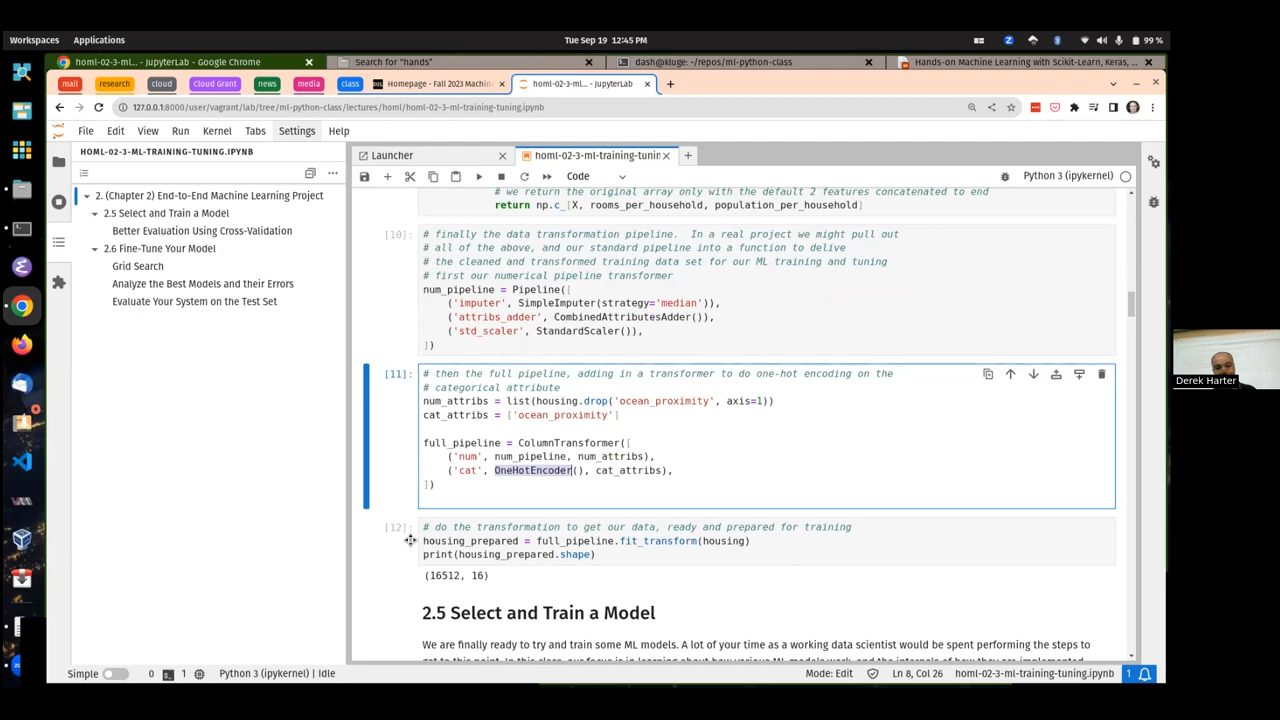 Workspaces Applications Tue Sep 19 12:45 PM 99 %
homl-02-3-ml... - JupyterLab - Google Chrome Search for "hands" dash@kluge: ~/repos/ml-python-class Hands-on Machine Learning with Scikit-Learn, Keras, ...
mail research cloud Cloud Grant news media class Homepage - Fall 2023 Machin homl-02-3-ml... - JupyterLab
127.0.0.1:8000/user/vagrant/lab/tree/ml-python-class/lectures/homl/homl-02-3-ml-training-tuning.ipynb
File Edit View Run Kernel Tabs Settings Help
HOML-02-3-ML-TRAINING-TUNING.IPYNB
Launcher homl-02-3-ml-training-tunin
Code Python 3 (ipykernel)
2. (Chapter 2) End-to-End Machine Learning Project
2.5 Select and Train a Model
Better Evaluation Using Cross-Validation
2.6 Fine-Tune Your Model
Grid Search
Analyze the Best Models and their Errors
Evaluate Your System on the Test Set
# we return the original array only with the default 2 features concatenated to end
return np.c_[X, rooms_per_household, population_per_household]
[10]: # finally the data transformation pipeline. In a real project we might pull out
# all of the above, and our standard pipeline into a function to delive
# the cleaned and transformed training data set for our ML training and tuning
# first our numerical pipeline transformer
num_pipeline = Pipeline([
('imputer', SimpleImputer(strategy='median')),
('attribs_adder', CombinedAttributesAdder()),
('std_scaler', StandardScaler()),
])
[11]: # then the full pipeline, adding in a transformer to do one-hot encoding on the
# categorical attribute
num_attribs = list(housing.drop('ocean_proximity', axis=1))
cat_attribs = ['ocean_proximity']
full_pipeline = ColumnTransformer([
('num', num_pipeline, num_attribs),
('cat', OneHotEncoder(), cat_attribs),
])
[12]: # do the transformation to get our data, ready and prepared for training
housing_prepared = full_pipeline.fit_transform(housing)
print(housing_prepared.shape)
(16512, 16)
2.5 Select and Train a Model
We are finally ready to try and train some ML models. A lot of your time as a working data scientist would be spent performing the steps to
Derek Harter
Simple 0 1 Python 3 (ipykernel) | Idle Mode: Edit Ln 8, Col 26 homl-02-3-ml-training-tuning.ipynb 1